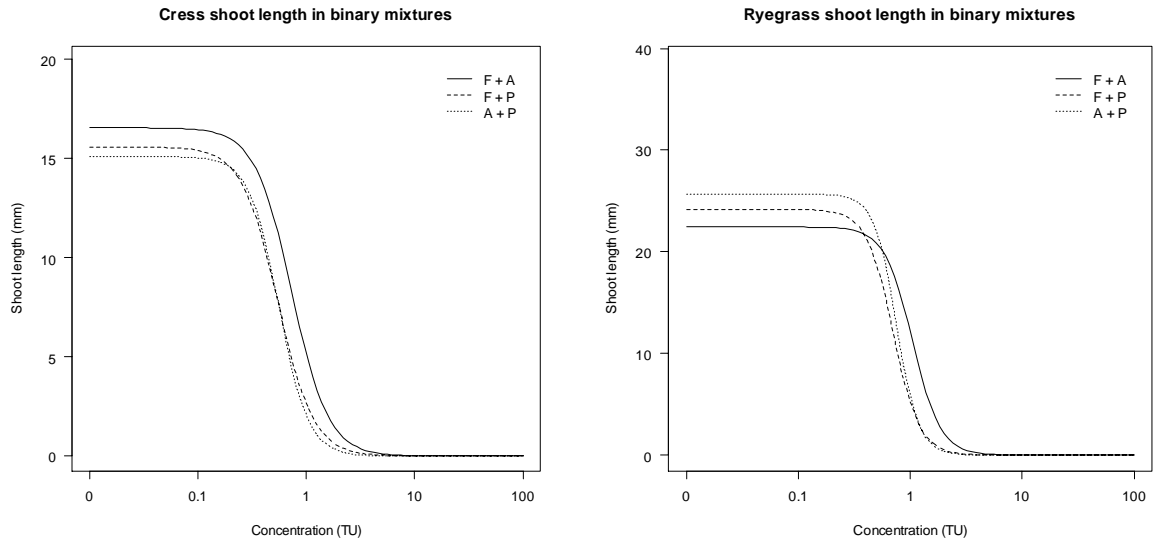 Cress shoot length in binary mixtures
20
15
10
5
0
Shoot length (mm)
F + A
F + P
A + P
0 0.1 1 10 100
Concentration (TU)
Ryegrass shoot length in binary mixtures
40
30
20
10
0
Shoot length (mm)
F + A
F + P
A + P
0 0.1 1 10 100
Concentration (TU)